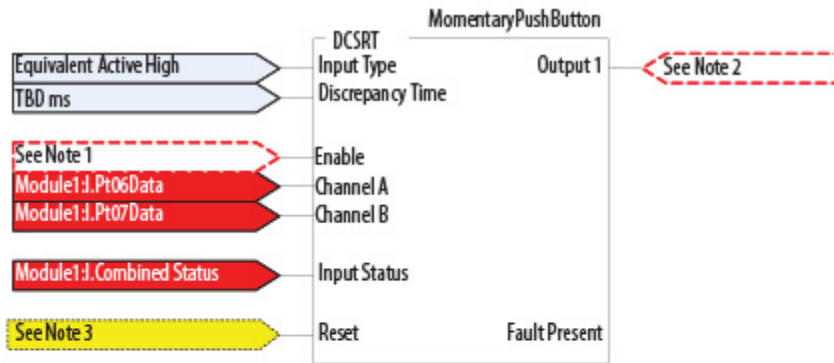 MomentaryPushButton
DCSRT
Equivalent Active High Input Type Output 1 See Note 2
TBD ms Discrepancy Time
See Note 1 Enable
Module1:I.Pt06Data Channel A
Module1:I.Pt07Data Channel B
Module1:I.Combined Status Input Status
See Note 3 Reset Fault Present